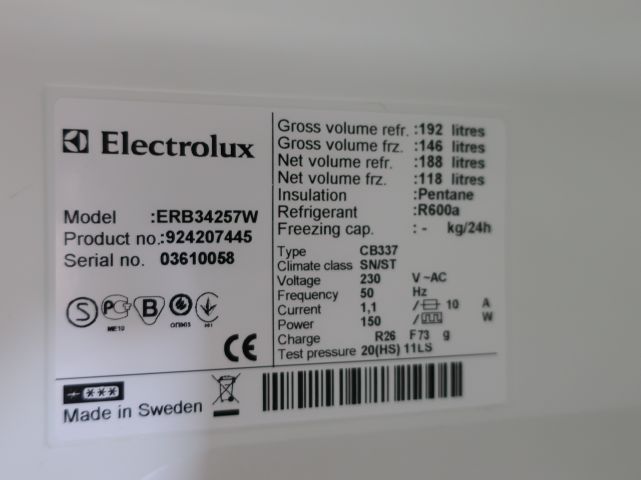 Electrolux
Model :ERB34257W
Product no.:924207445
Serial no. 03610058
S PC B
ME10
CE
***
Made in Sweden
Gross volume refr. :192 litres
Gross volume frz. :146 litres
Net volume refr. :188 litres
Net volume frz. :118 litres
Insulation :Pentane
Refrigerant :R600a
Freezing cap. : - kg/24h
Type CB337
Climate class SN/ST
Voltage 230 V ~AC
Frequency 50 Hz
Current 1,1 / 10 A
Power 150 / W
Charge R26 F73 g
Test pressure 20(HS) 11LS